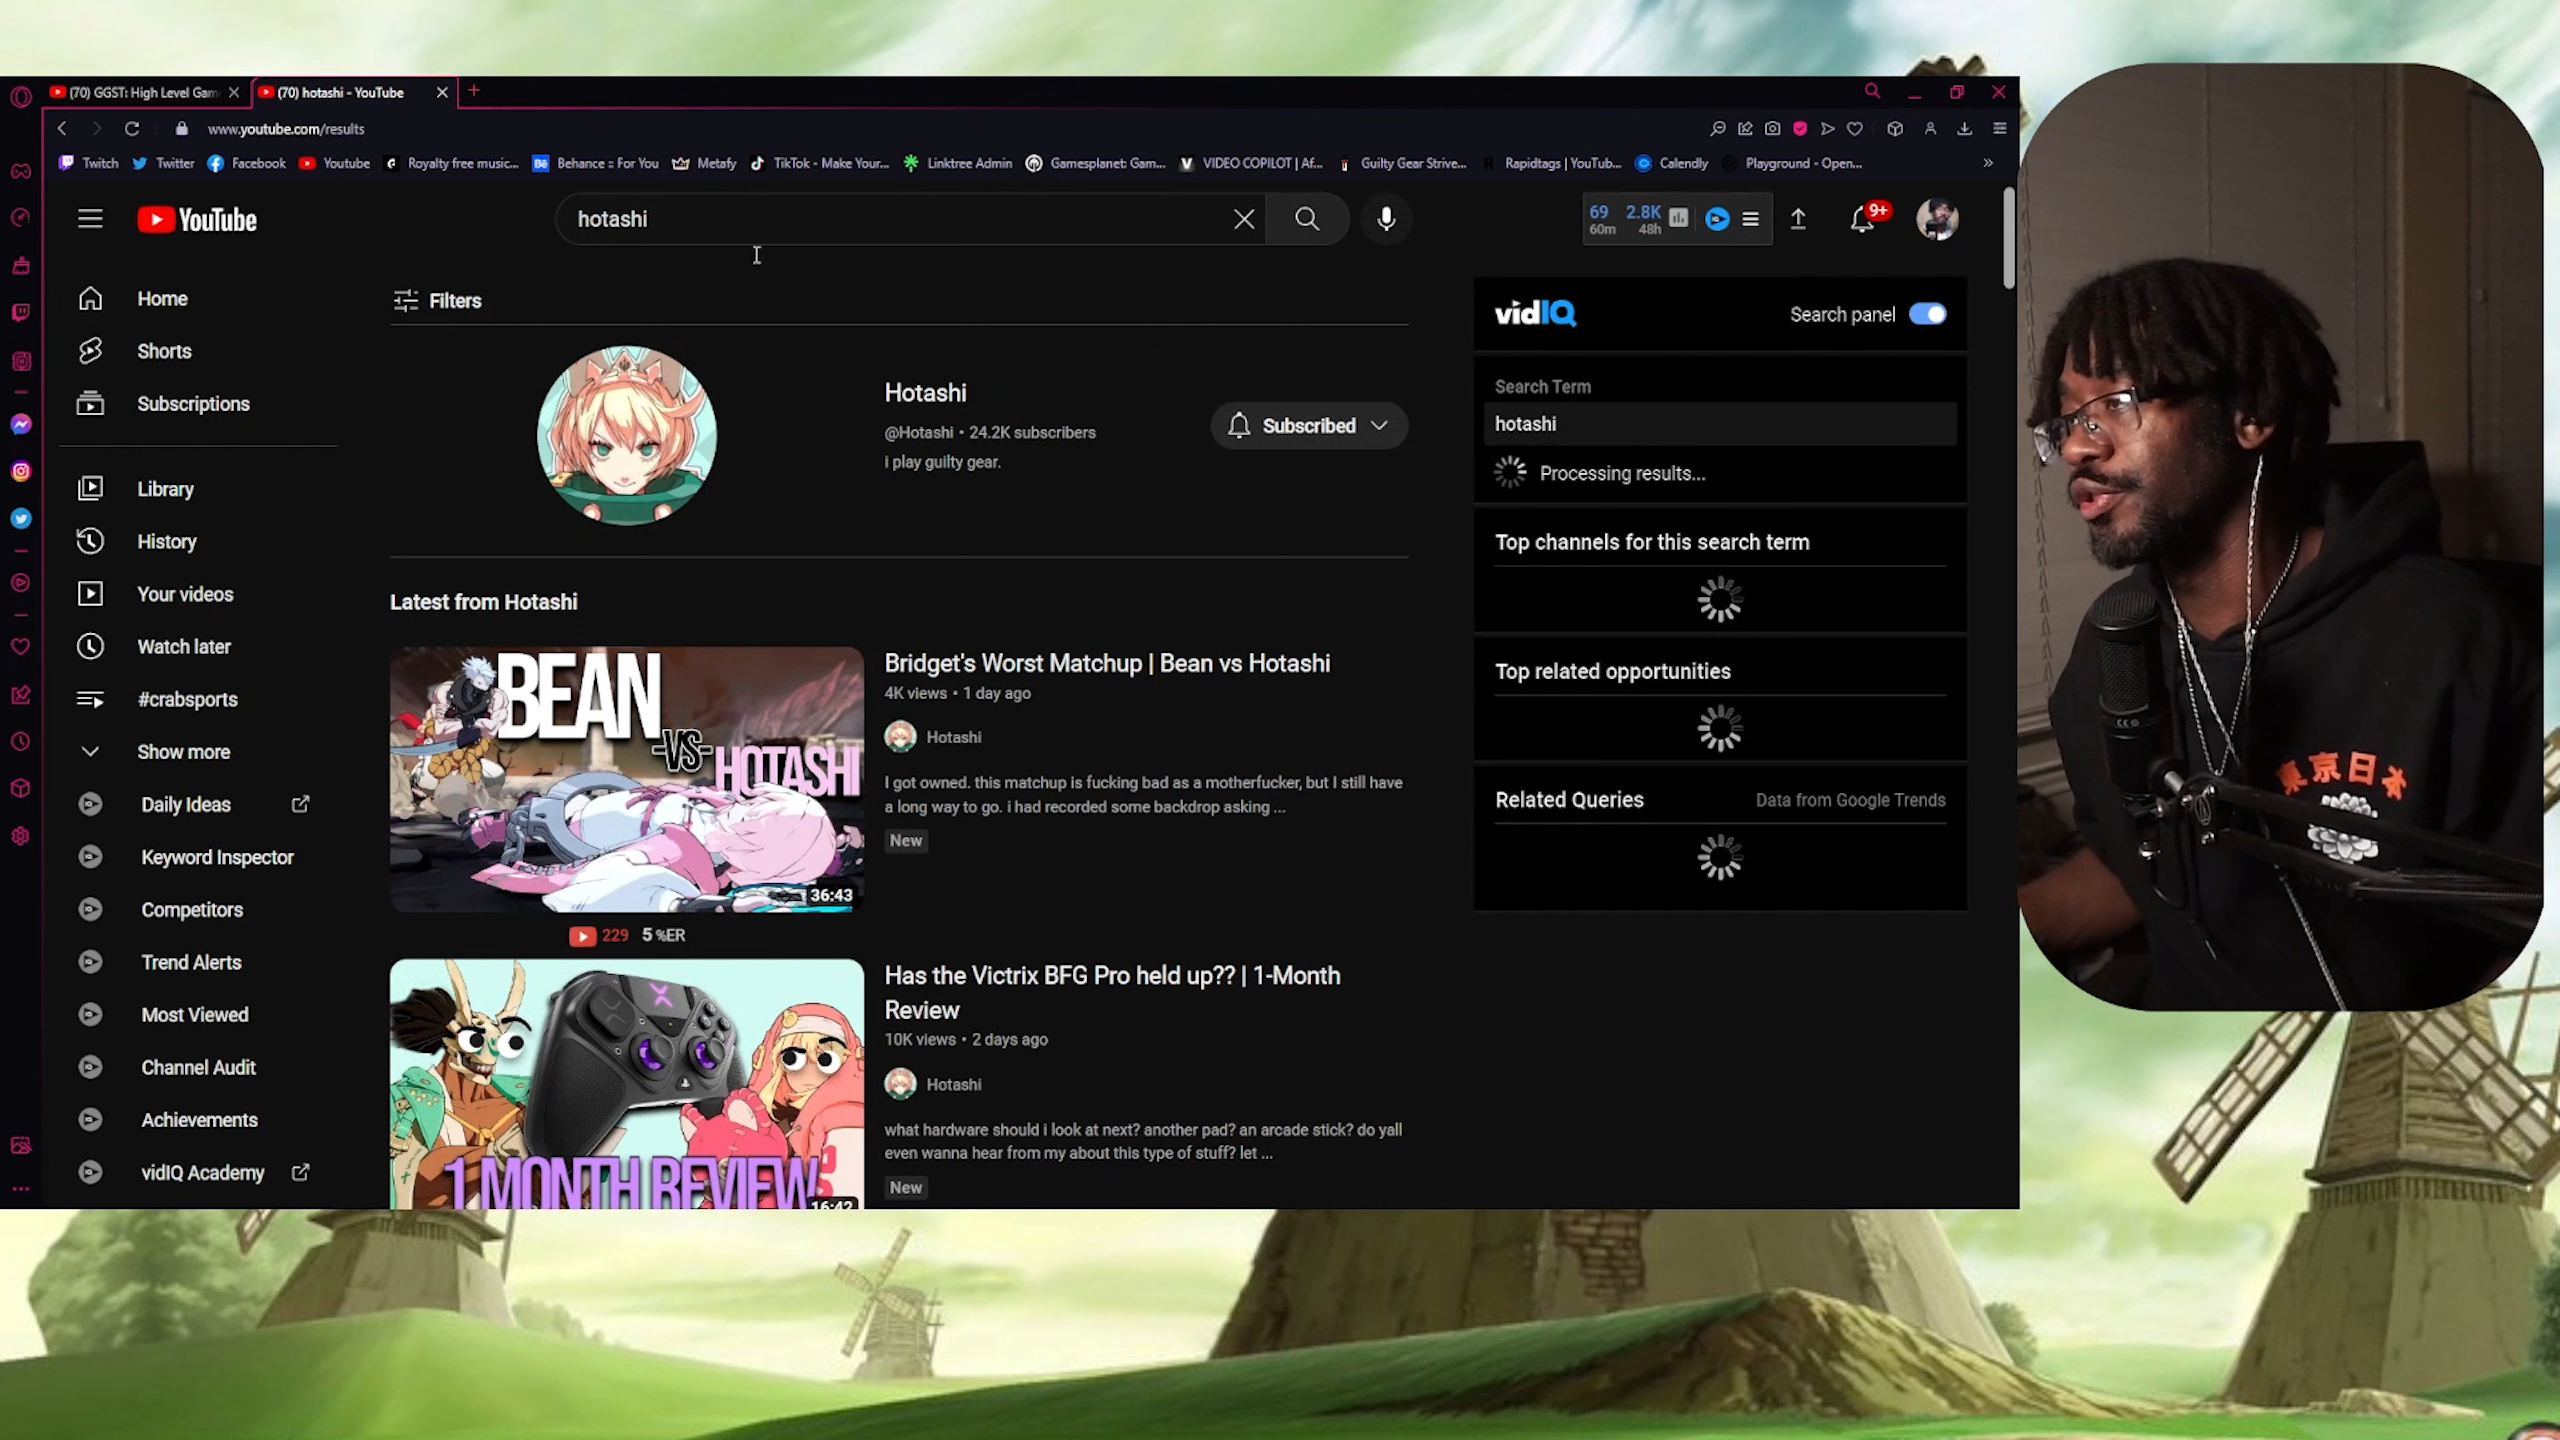 (70) GGST: High Level Gam
(70) hotashi - YouTube
www.youtube.com/results
Twitch
Twitter
Facebook
Youtube
Royalty free music...
Behance :: For You
Metafy
TikTok - Make Your...
Linktree Admin
Gamesplanet: Gam...
VIDEO COPILOT | Af...
Guilty Gear Strive...
Rapidtags | YouTub...
Calendly
Playground - Open...
YouTube
hotashi
69
60m
2.8K
48h
9+
Home
Shorts
Subscriptions
Library
History
Your videos
Watch later
#crabsports
Show more
Daily Ideas
Keyword Inspector
Competitors
Trend Alerts
Most Viewed
Channel Audit
Achievements
vidIQ Academy
Filters
Hotashi
@Hotashi • 24.2K subscribers
i play guilty gear.
Subscribed
Latest from Hotashi
BEAN
-VS-
HOTASHI
36:43
229 5 %ER
Bridget's Worst Matchup | Bean vs Hotashi
4K views • 1 day ago
Hotashi
I got owned. this matchup is fucking bad as a motherfucker, but I still have
a long way to go. i had recorded some backdrop asking ...
New
1 MONTH REVIEW
16:42
Has the Victrix BFG Pro held up?? | 1-Month
Review
10K views • 2 days ago
Hotashi
what hardware should i look at next? another pad? an arcade stick? do yall
even wanna hear from my about this type of stuff? let ...
New
vidIQ
Search panel
Search Term
hotashi
Processing results...
Top channels for this search term
Top related opportunities
Related Queries
Data from Google Trends
東京日本